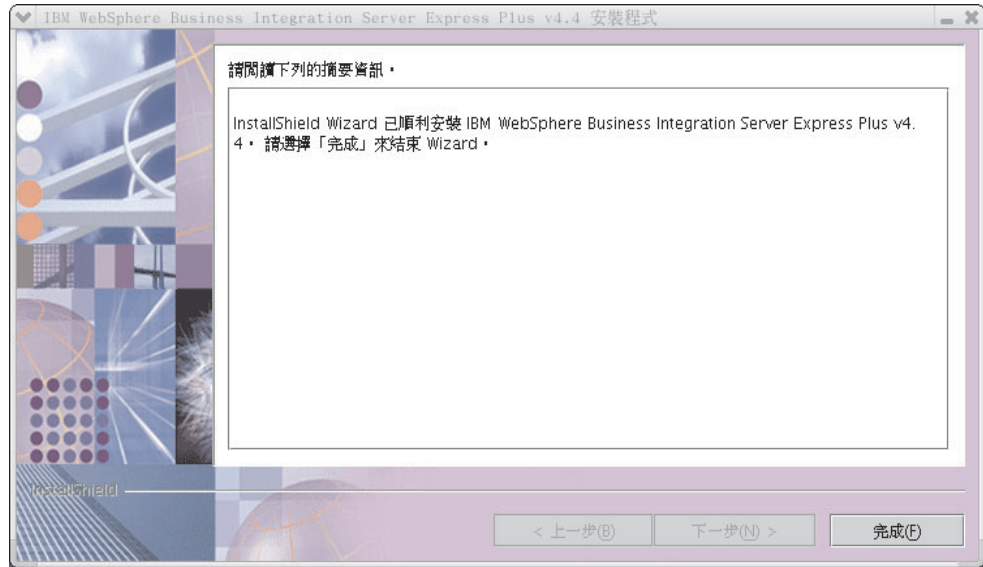 IBM WebSphere Business Integration Server Express Plus v4.4 安裝程式
請閱讀下列的摘要資訊。
InstallShield Wizard 已順利安裝 IBM WebSphere Business Integration Server Express Plus v4.
4。 請選擇「完成」來結束 Wizard。
InstallShield
< 上一步(B)
下一步(N) >
完成(F)